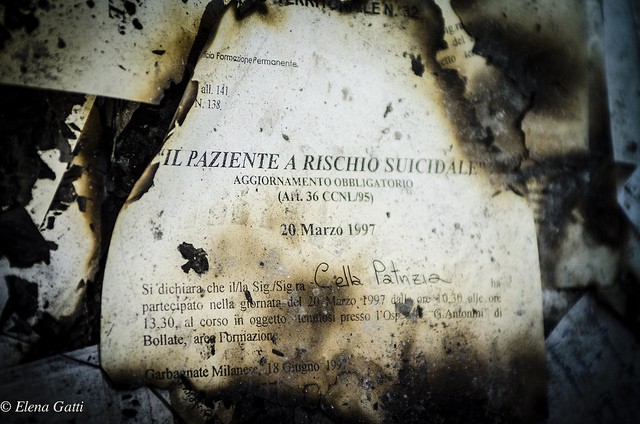 N. 32
Formazione Permanente
all. 141
N. 138
"IL PAZIENTE A RISCHIO SUICIDALE"
AGGIORNAMENTO OBBLIGATORIO
(Art. 36 CCNL/95)
20 Marzo 1997
Si dichiara che il/la Sig./Sig.ra Cella Patrizia ha
partecipato nella giornata del 20 Marzo 1997 dalle ore 10,30 alle ore
13.30, al corso in oggetto tenutosi presso l'Osp G. Antonini di
Bollate, area Formazione
Garbagnate Milanese, 18 Giugno 199
© Elena Gatti